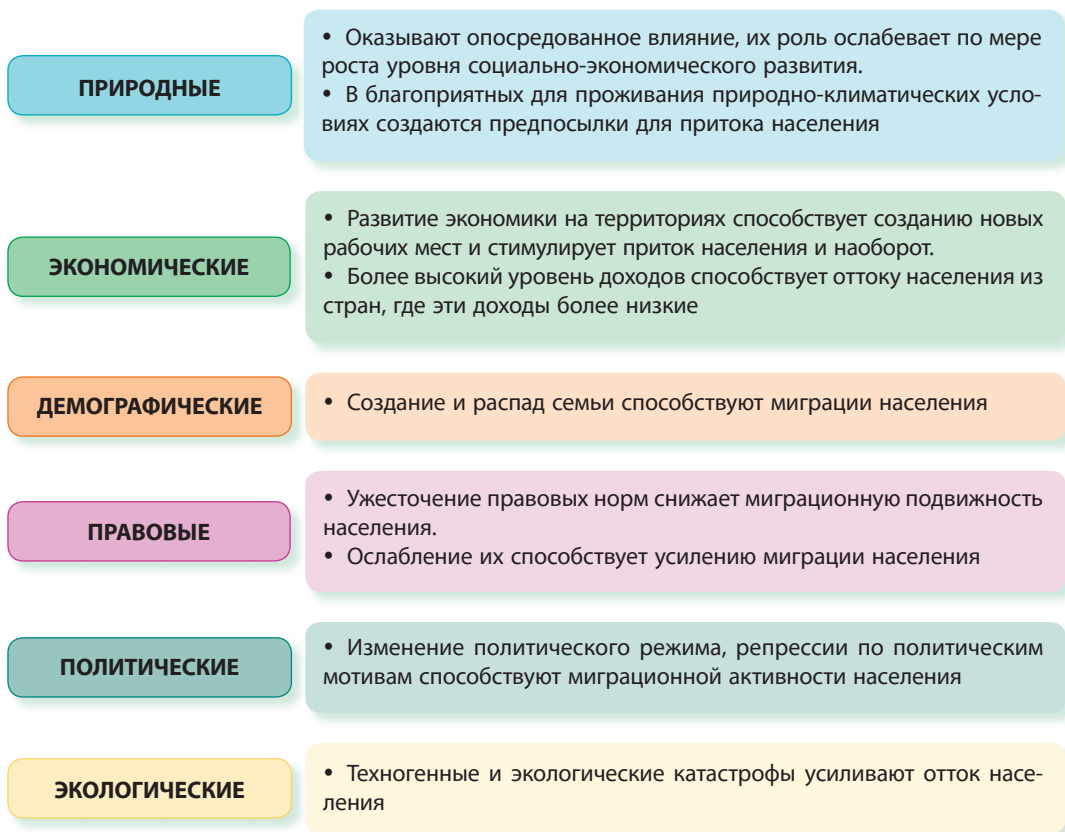 ПРИРОДНЫЕ
• Оказывают опосредованное влияние, их роль ослабевает по мере
роста уровня социально-экономического развития.
• В благоприятных для проживания природно-климатических усло-
виях создаются предпосылки для притока населения
ЭКОНОМИЧЕСКИЕ
• Развитие экономики на территориях способствует созданию новых
рабочих мест и стимулирует приток населения и наоборот.
• Более высокий уровень доходов способствует оттоку населения из
стран, где эти доходы более низкие
ДЕМОГРАФИЧЕСКИЕ
• Создание и распад семьи способствуют миграции населения
ПРАВОВЫЕ
• Ужесточение правовых норм снижает миграционную подвижность
населения.
• Ослабление их способствует усилению миграции населения
ПОЛИТИЧЕСКИЕ
• Изменение политического режима, репрессии по политическим
мотивам способствуют миграционной активности населения
ЭКОЛОГИЧЕСКИЕ
• Техногенные и экологические катастрофы усиливают отток насе-
ления